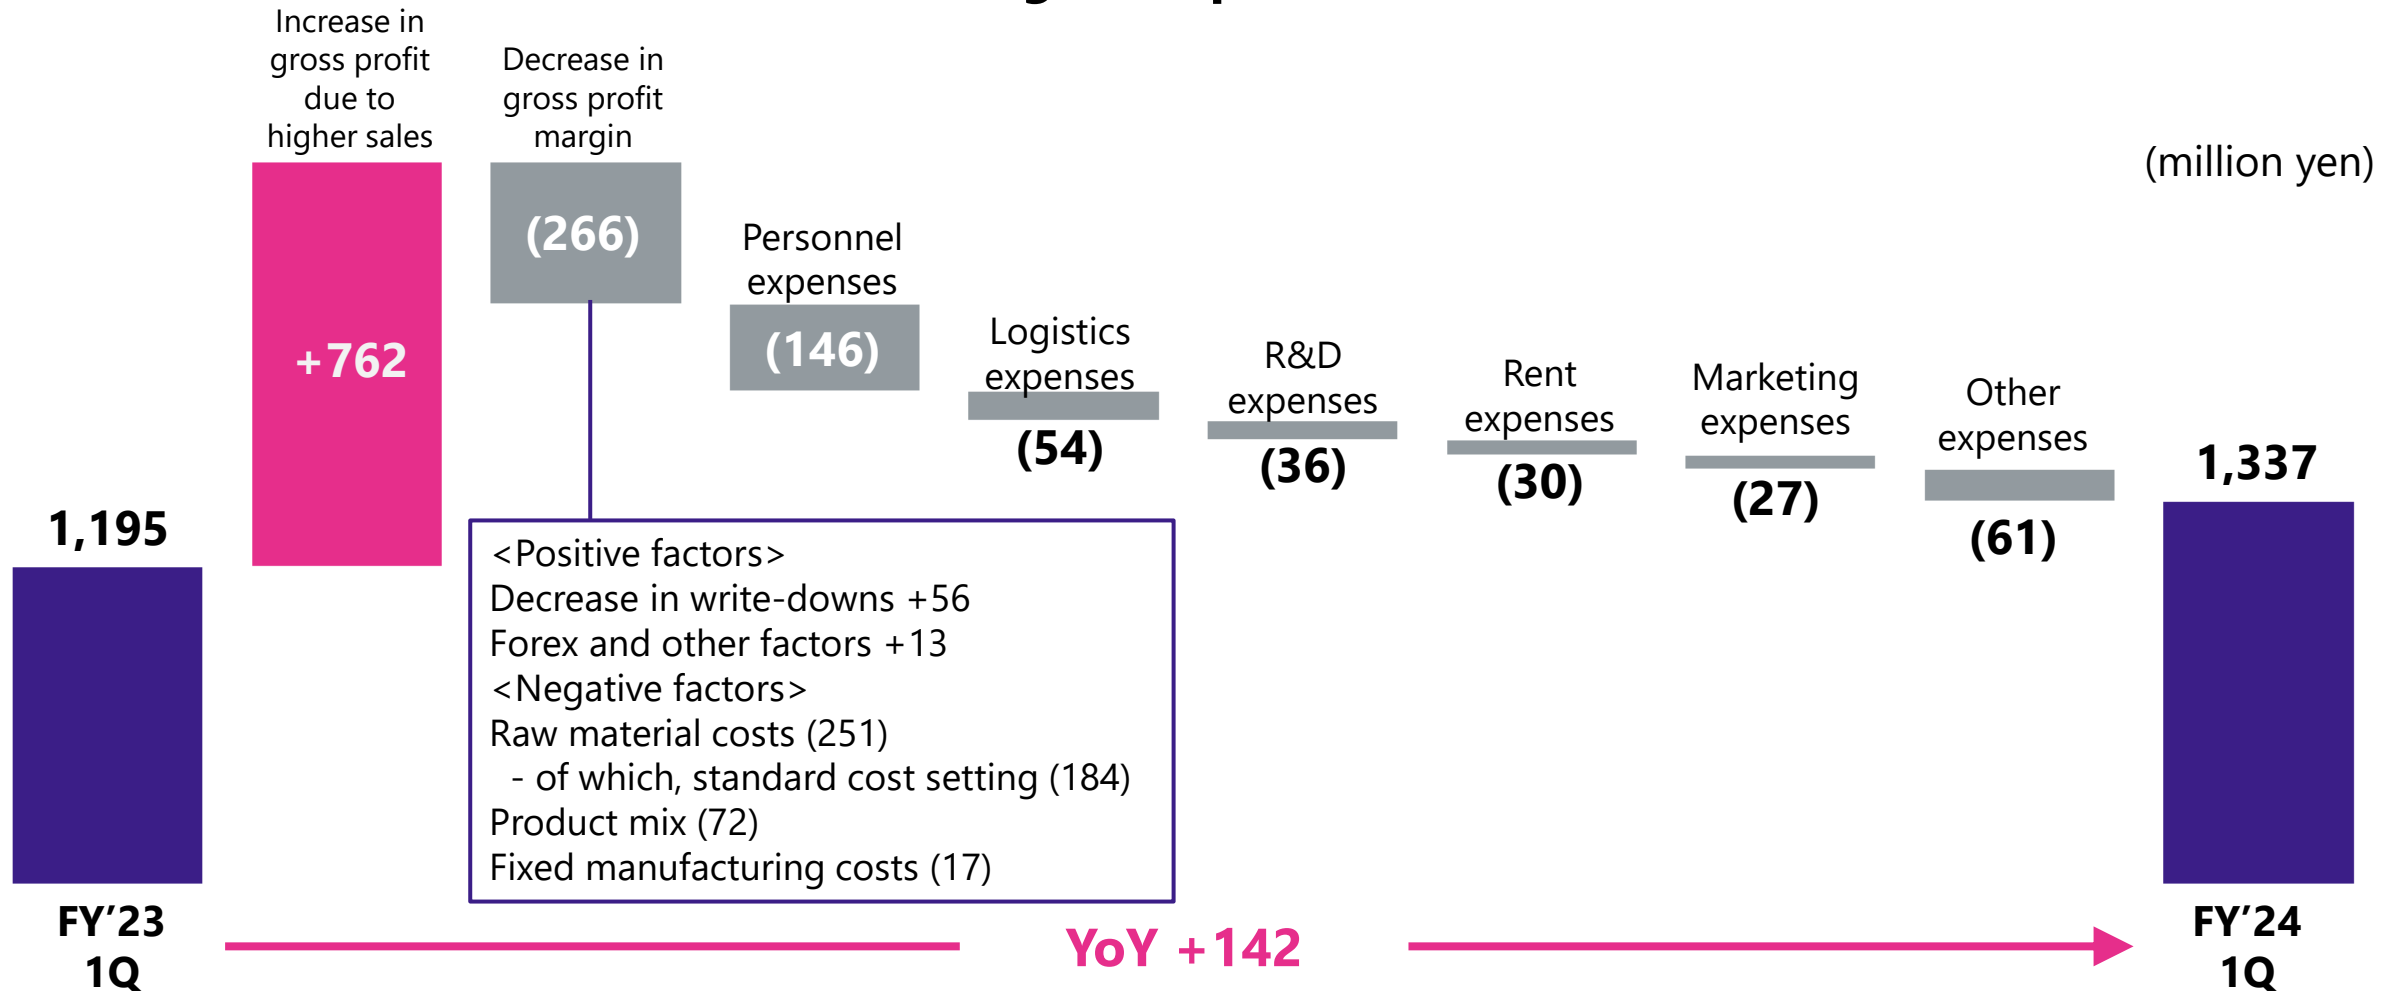 Increase in
gross profit
due to
higher sales
Decrease in
gross profit
margin
(million yen)
+762
(266)
Personnel
expenses
(146)
Logistics
expenses
(54)
R&D
expenses
(36)
Rent
expenses
(30)
Marketing
expenses
(27)
Other
expenses
(61)
1,195
1,337
<Positive factors>
Decrease in write-downs +56
Forex and other factors +13
<Negative factors>
Raw material costs (251)
- of which, standard cost setting (184)
Product mix (72)
Fixed manufacturing costs (17)
FY’23
1Q
YoY +142
FY’24
1Q